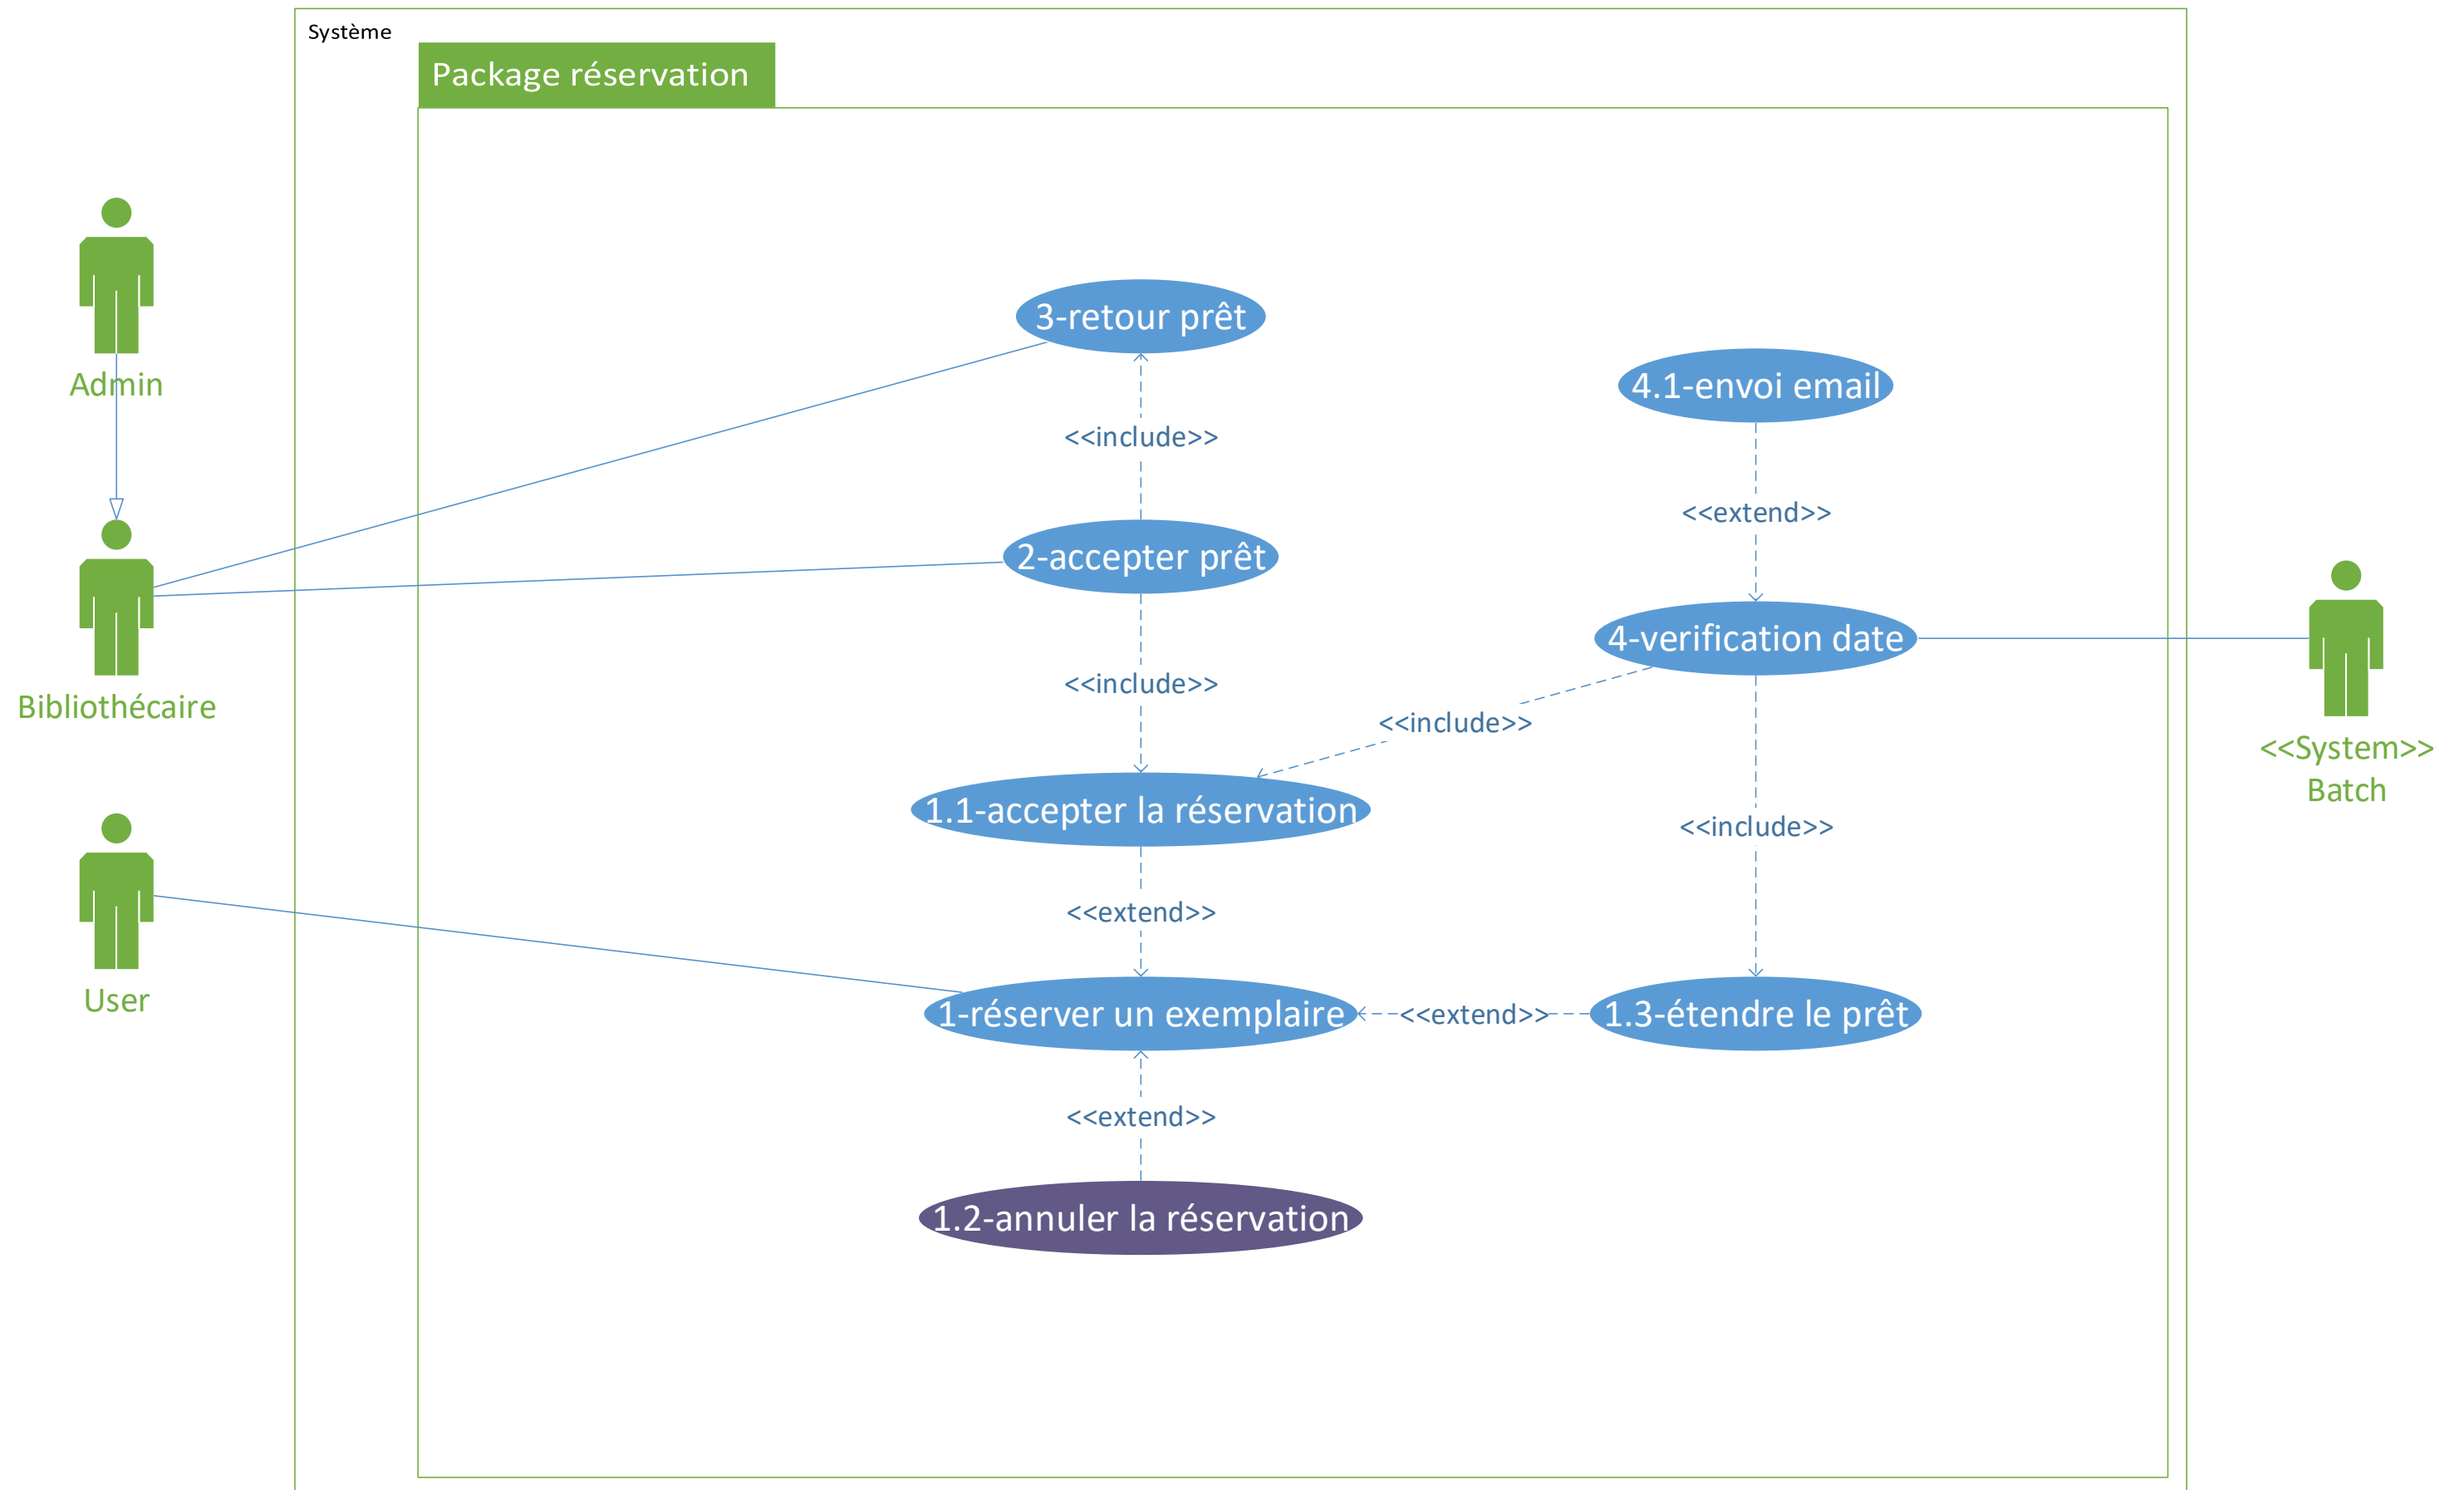 Système
Package réservation
3-retour prêt
4.1-envoi email
Admin
<<include>>
<<extend>>
2-accepter prêt
4-verification date
<<include>>
Bibliothécaire
<<include>>
<<System>>
Batch
1.1-accepter la réservation
<<include>>
<<extend>>
User
1-réserver un exemplaire
<<extend>>
1.3-étendre le prêt
<<extend>>
1.2-annuler la réservation